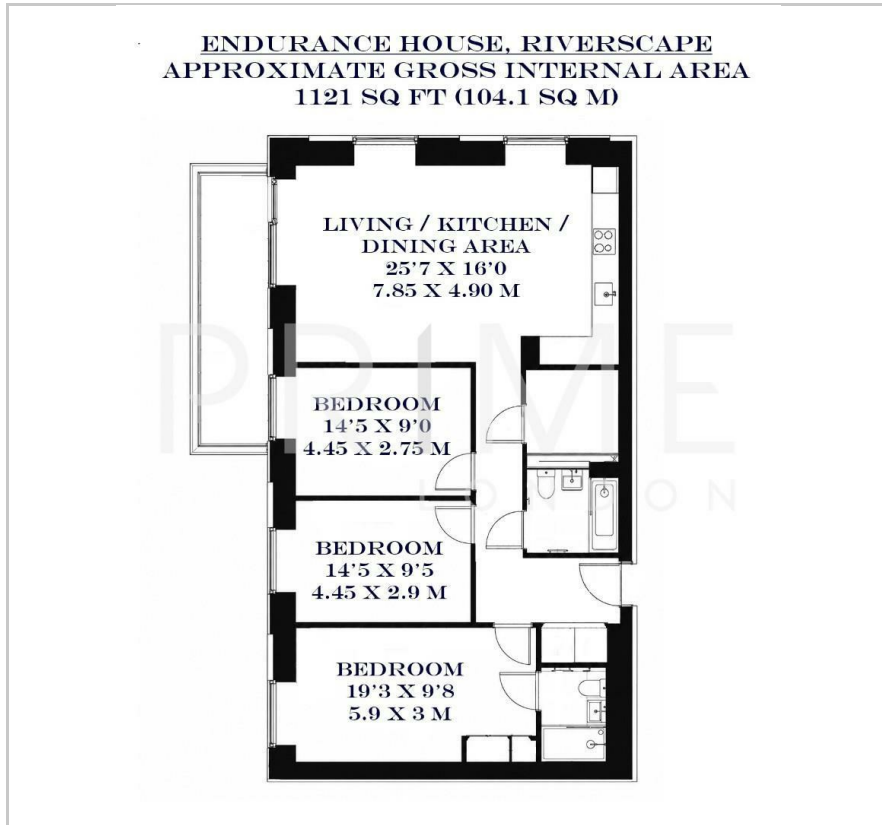 ENDURANCE HOUSE, RIVERSCAPE
APPROXIMATE GROSS INTERNAL AREA
1121 SQ FT (104.1 SQ M)
LIVING / KITCHEN /
DINING AREA
25'7 X 16'0
7.85 X 4.90 M
PRIME
LONDON
BEDROOM
14'5 X 9'0
4.45 X 2.75 M
BEDROOM
14'5 X 9'5
4.45 X 2.9 M
BEDROOM
19'3 X 9'8
5.9 X 3 M